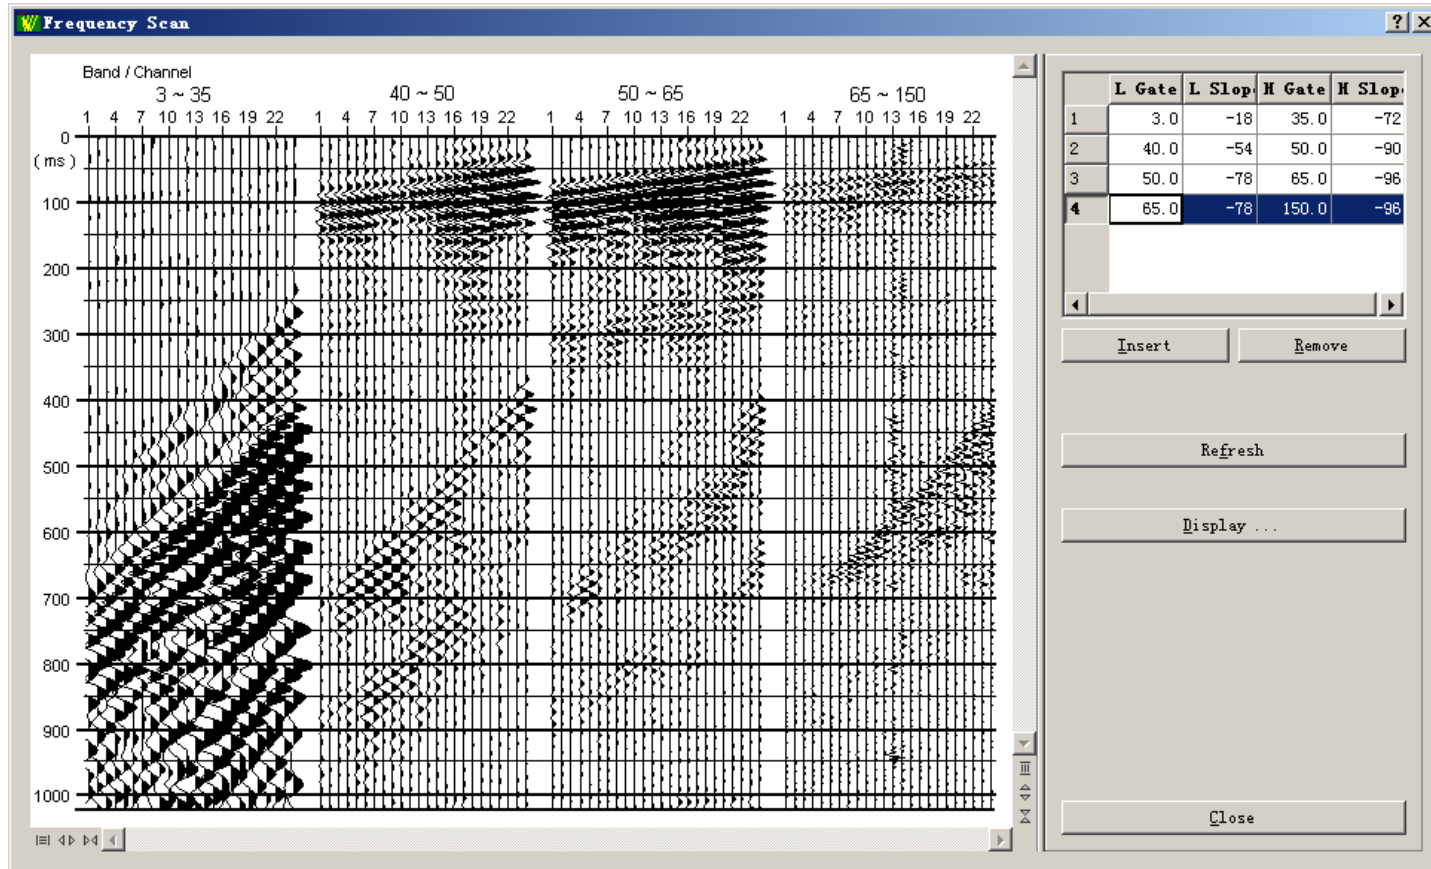 Frequency Scan
Band / Channel
3 ~ 35 40 ~ 50 50 ~ 65 65 ~ 150
1 4 7 10 13 16 19 22 1 4 7 10 13 16 19 22 1 4 7 10 13 16 19 22 1 4 7 10 13 16 19 22
0
(ms)
100
200
300
400
500
600
700
800
900
1000
L Gate L Slop H Gate H Slop
1 3.0 -18 35.0 -72
2 40.0 -54 50.0 -90
3 50.0 -78 65.0 -96
4 65.0 -78 150.0 -96
Insert Remove
Refresh
Display ...
Close